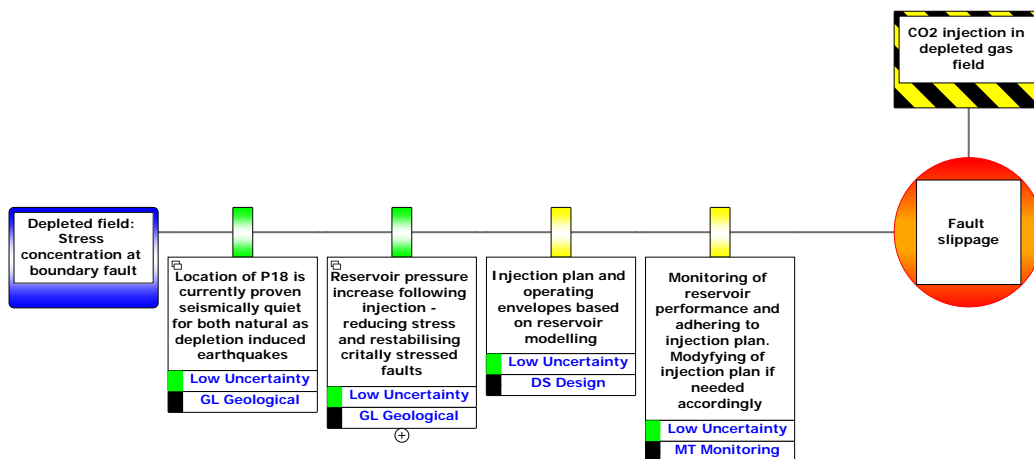 CO2 injection in
depleted gas
field
Depleted field:
Stress
concentration at
boundary fault
Fault
slippage
Location of P18 is
currently proven
seismically quiet
for both natural as
depletion induced
earthquakes
Low Uncertainty
GL Geological
Reservoir pressure
increase following
injection -
reducing stress
and restabilising
critally stressed
faults
Low Uncertainty
GL Geological
Injection plan and
operating
envelopes based
on reservoir
modelling
Low Uncertainty
DS Design
Monitoring of
reservoir
performance and
adhering to
injection plan.
Modyfying of
injection plan if
needed
accordingly
Low Uncertainty
MT Monitoring